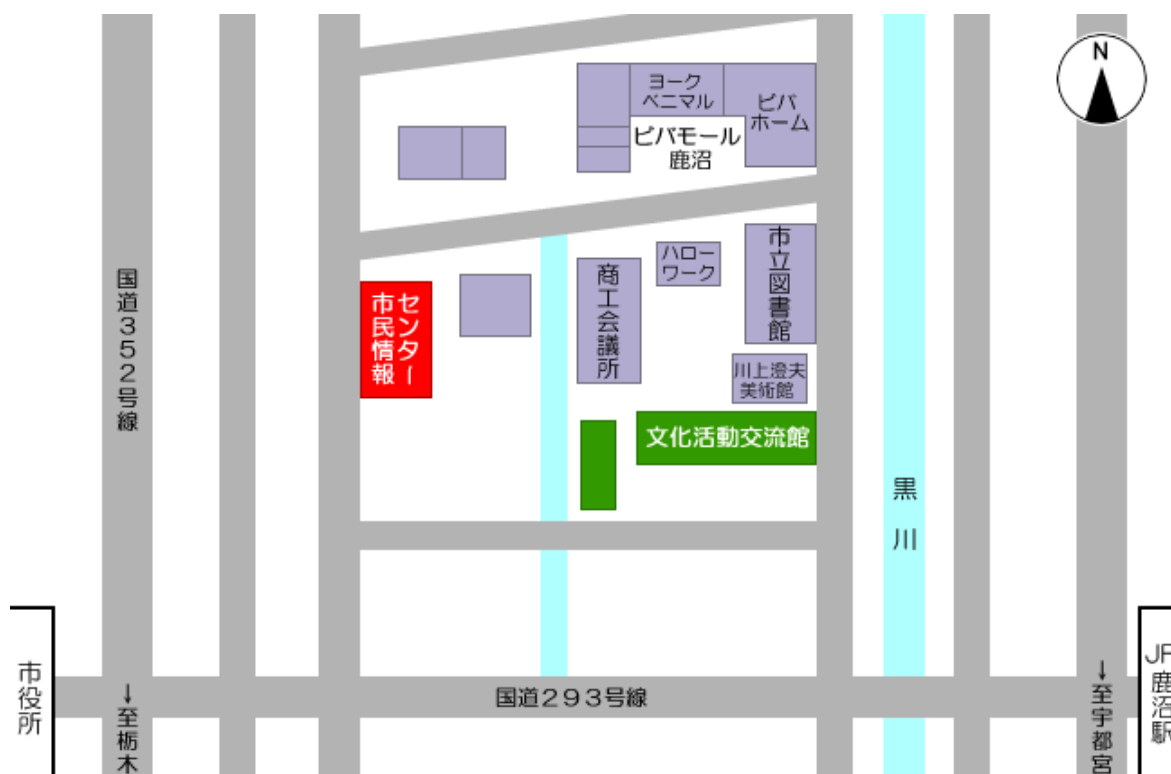 N
ヨーク
ベニマル
ビバ
ホーム
ビバモール
鹿沼
ハロー
ワーク
市立図書館
商工会議所
市民情報
センター
川上澄夫
美術館
文化活動交流館
国道352号線
黒川
市役所
JR鹿沼駅
国道293号線
↓至栃木
↓至宇都宮